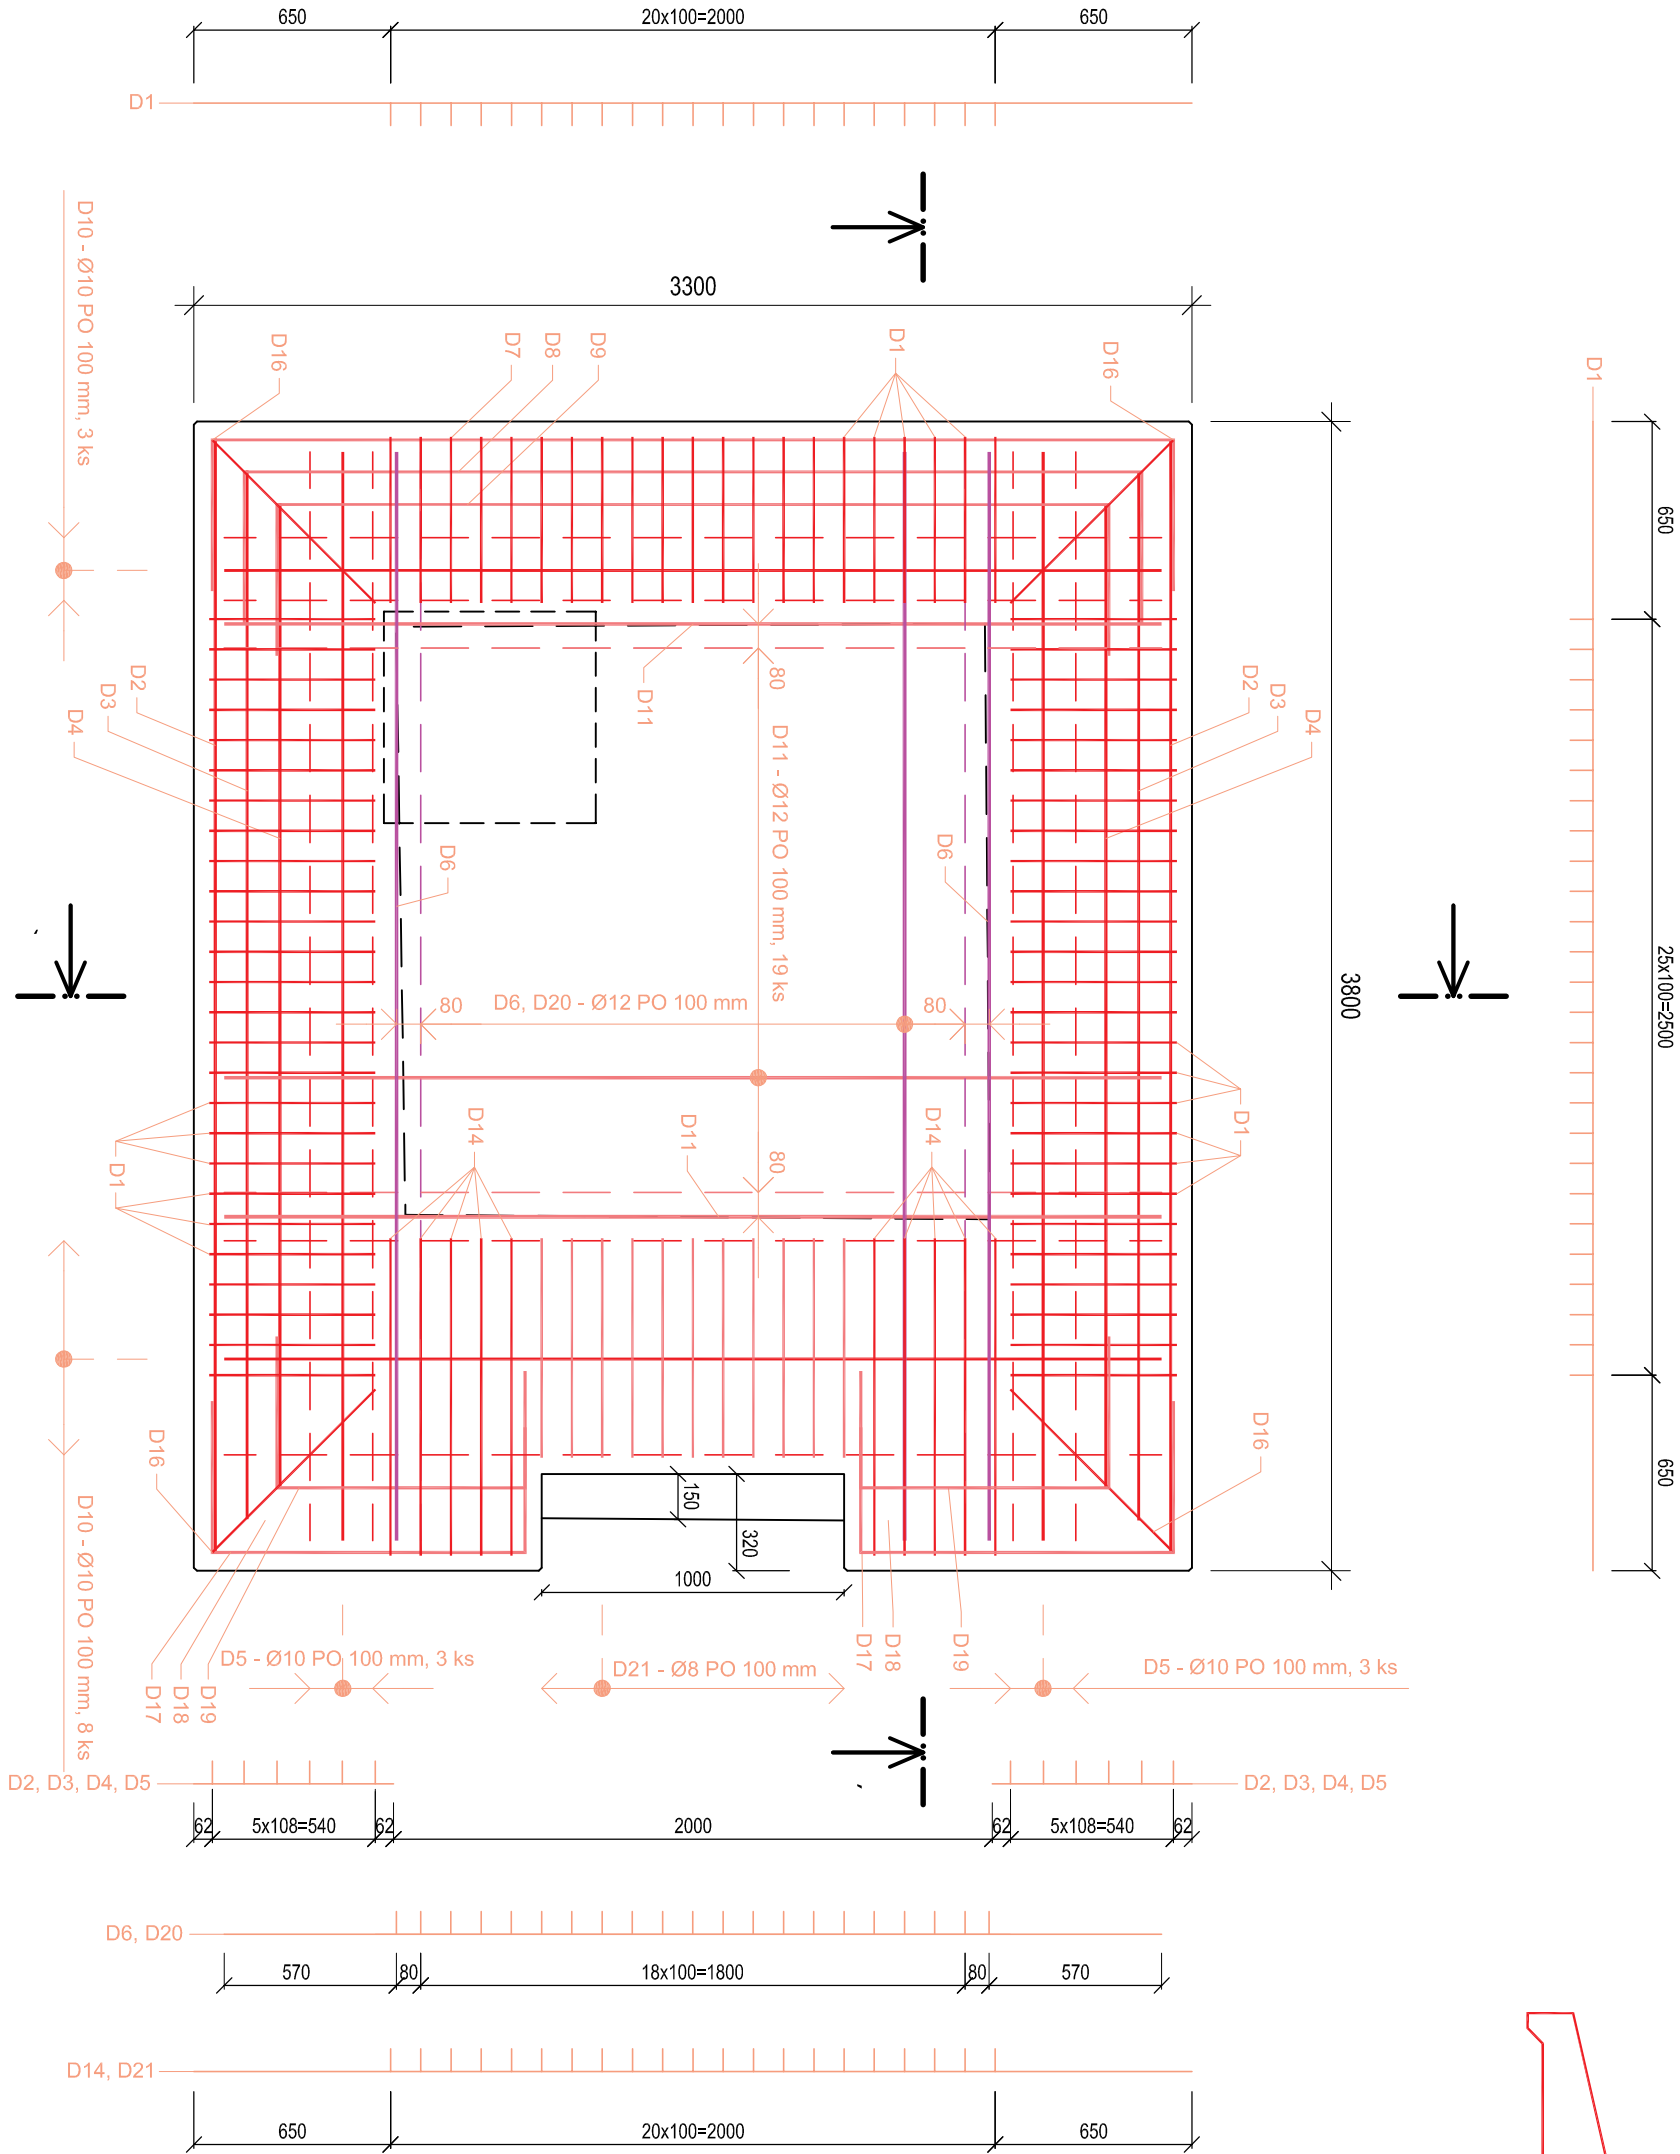 650
20x100=2000
650
D1
3300
D10 - Ø10 PO 100 mm, 3 ks
D16
D7
D8
D9
D1
D16
D1
650
25x100=2500
650
3800
D2
D3
D4
D11
80
D11 - Ø12 PO 100 mm, 19 ks
D2
D3
D4
D6
D6
80
D6, D20 - Ø12 PO 100 mm
80
D14
D11
80
D14
D1
D1
D16
D16
150
320
1000
D10 - Ø10 PO 100 mm, 8 ks
D17
D18
D19
D5 - Ø10 PO 100 mm, 3 ks
D21 - Ø8 PO 100 mm
D17
D18
D19
D5 - Ø10 PO 100 mm, 3 ks
D2, D3, D4, D5
D2, D3, D4, D5
62
5x108=540
62
2000
62
5x108=540
62
D6, D20
570
80
18x100=1800
80
570
D14, D21
650
20x100=2000
650